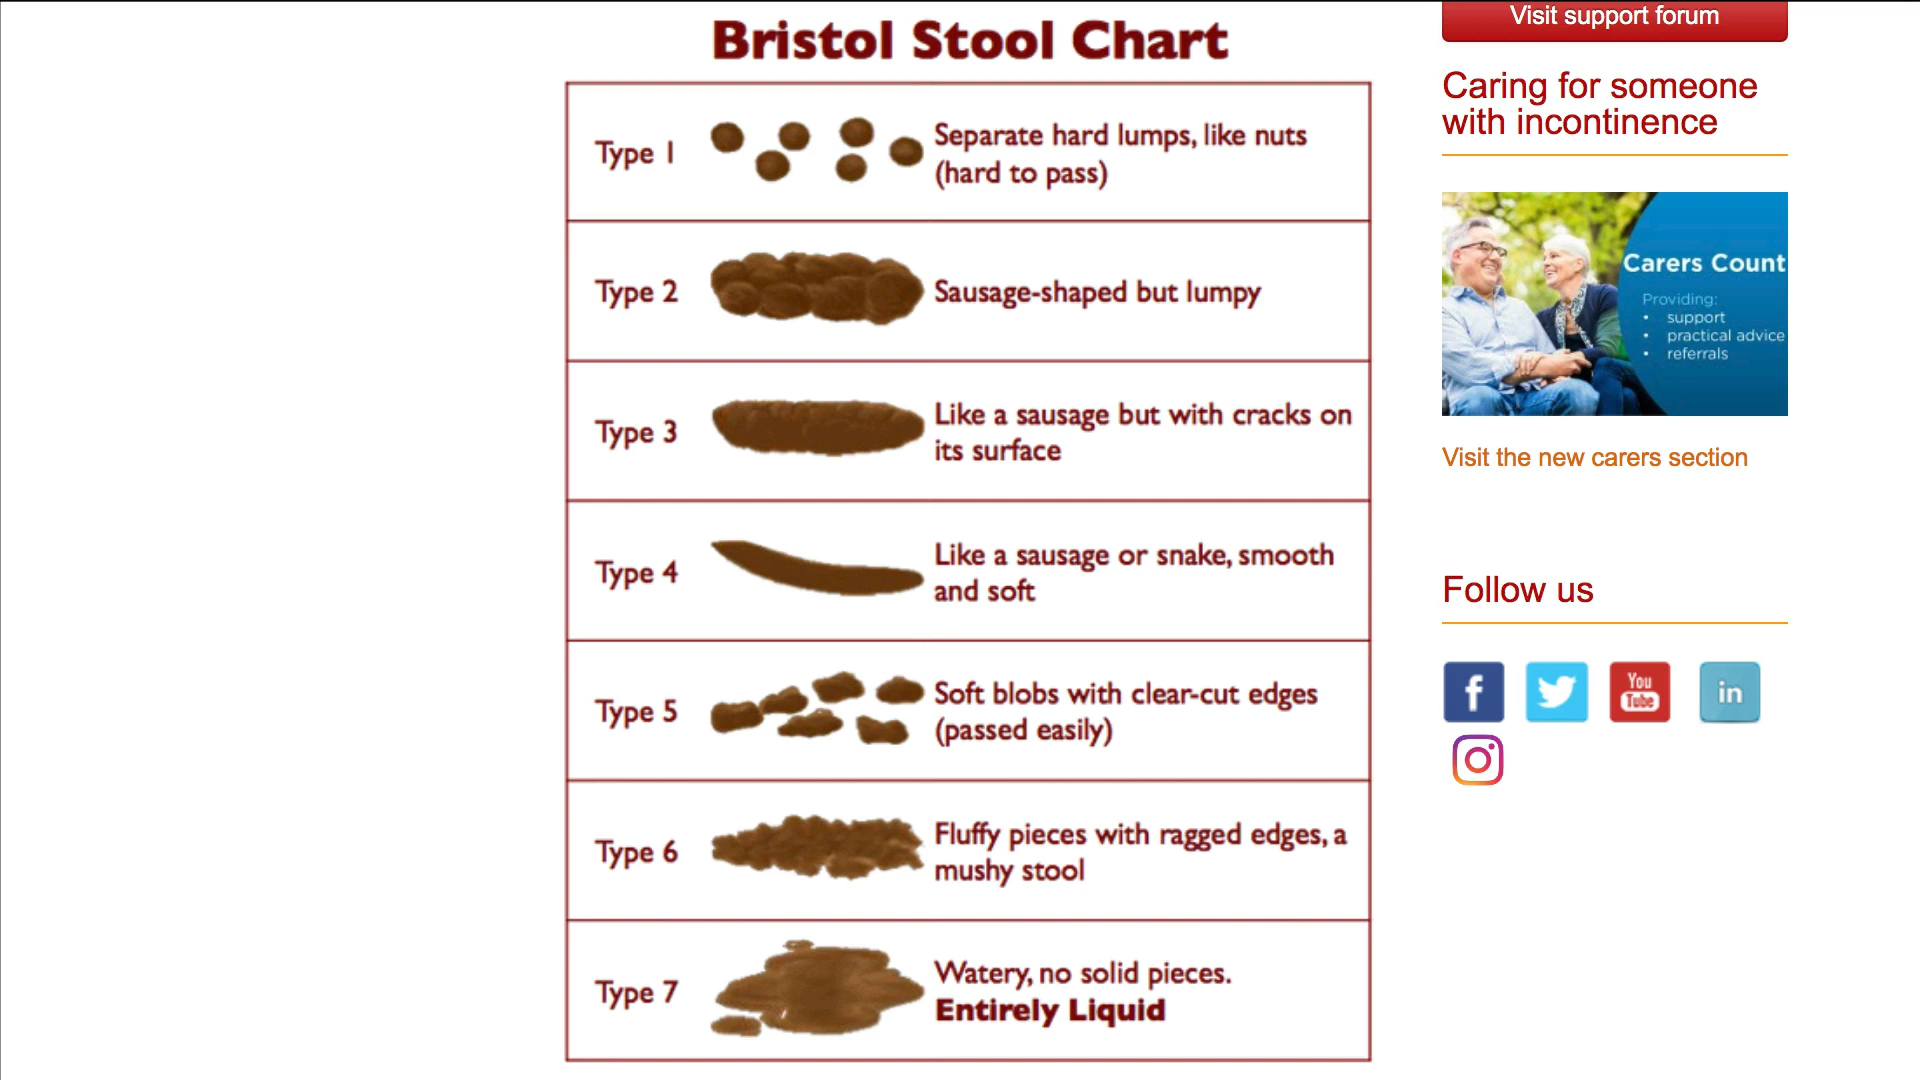 Bristol Stool Chart
Type 1
Separate hard lumps, like nuts
(hard to pass)
Type 2
Sausage-shaped but lumpy
Type 3
Like a sausage but with cracks on
its surface
Type 4
Like a sausage or snake, smooth
and soft
Type 5
Soft blobs with clear-cut edges
(passed easily)
Type 6
Fluffy pieces with ragged edges, a
mushy stool
Type 7
Watery, no solid pieces.
Entirely Liquid
Visit support forum
Caring for someone
with incontinence
Carers Count
Providing:
• support
• practical advice
• referrals
Visit the new carers section
Follow us
f
You
Tube
in